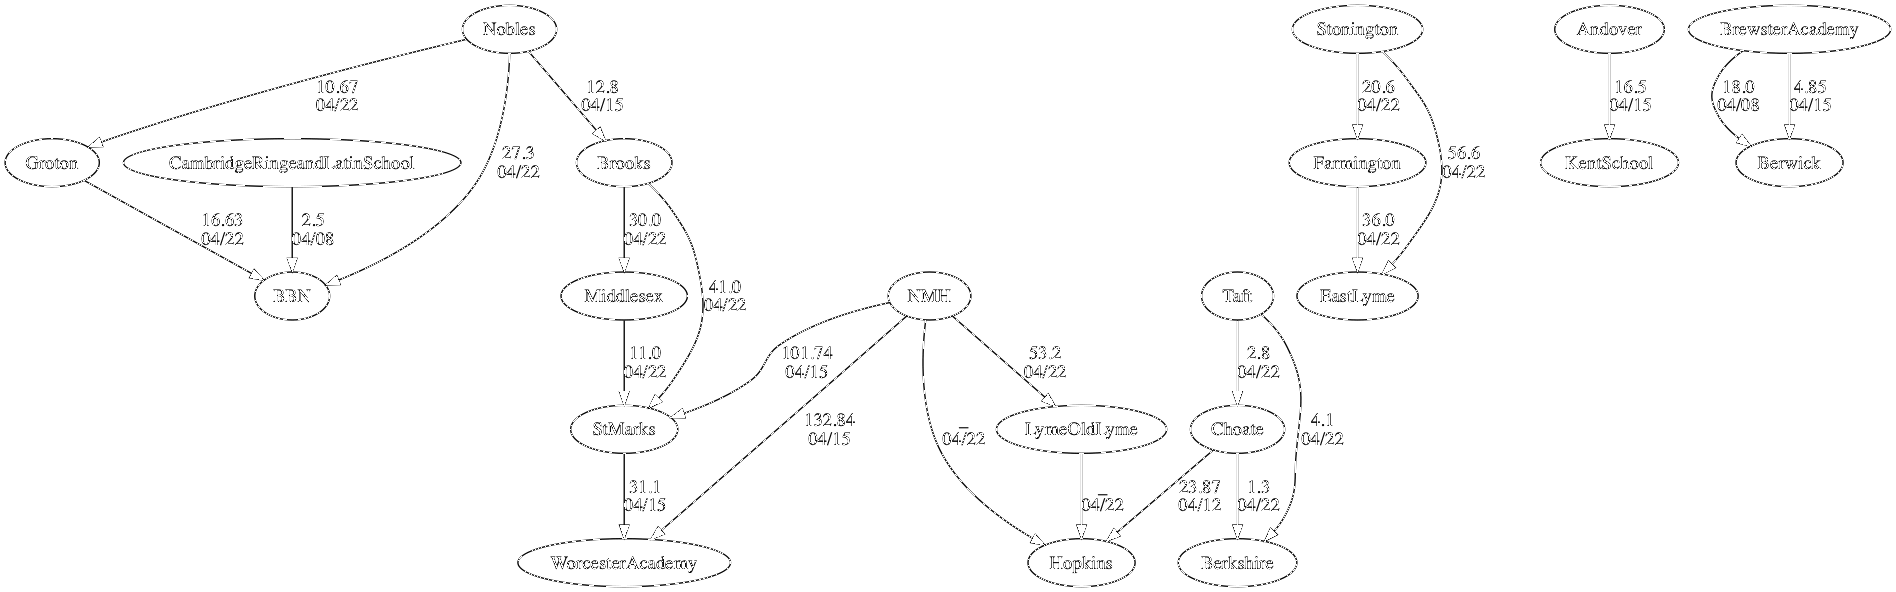 Nobles
Stonington
Andover
BrewsterAcademy
10.67
04/22
12.8
04/15
20.6
04/22
16.5
04/15
18.0
04/08
4.85
04/15
Groton
CambridgeRingeandLatinSchool
27.3
04/22
Brooks
Farmington
56.6
04/22
KentSchool
Berwick
16.63
04/22
2.5
04/08
30.0
04/22
36.0
04/22
BBN
Middlesex
41.0
04/22
NMH
Taft
EastLyme
11.0
04/22
101.74
04/15
53.2
04/22
2.8
04/22
StMarks
132.84
04/15
–
04/22
LymeOldLyme
Choate
4.1
04/22
31.1
04/15
–
04/22
23.87
04/12
1.3
04/22
WorcesterAcademy
Hopkins
Berkshire